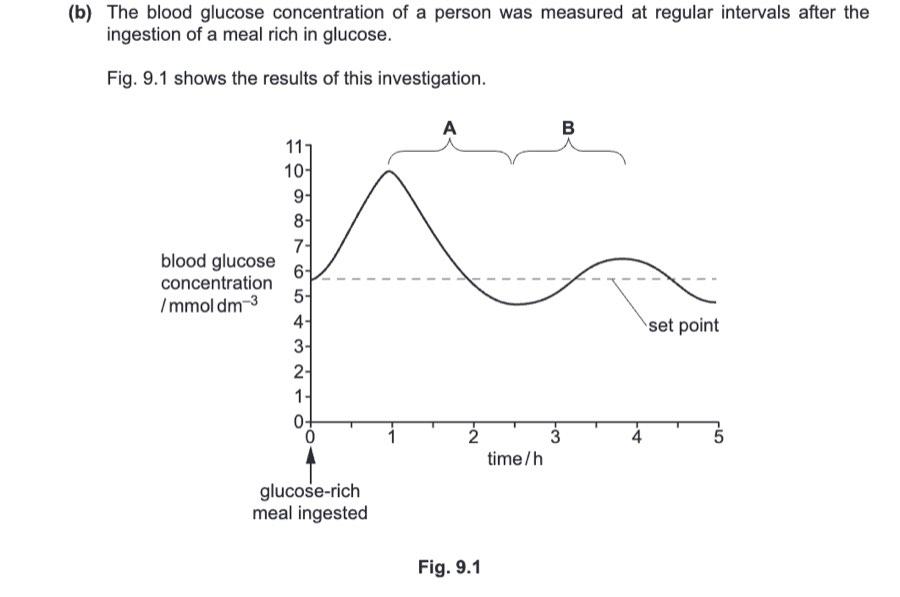 (b) The blood glucose concentration of a person was measured at regular intervals after the
ingestion of a meal rich in glucose.
Fig. 9.1 shows the results of this investigation.
A
B
11
10
9
8
7
6
5
4
3
2
1
0
blood glucose
concentration
/ mmol dm⁻³
set point
0
1
2
3
4
5
time / h
glucose-rich
meal ingested
Fig. 9.1